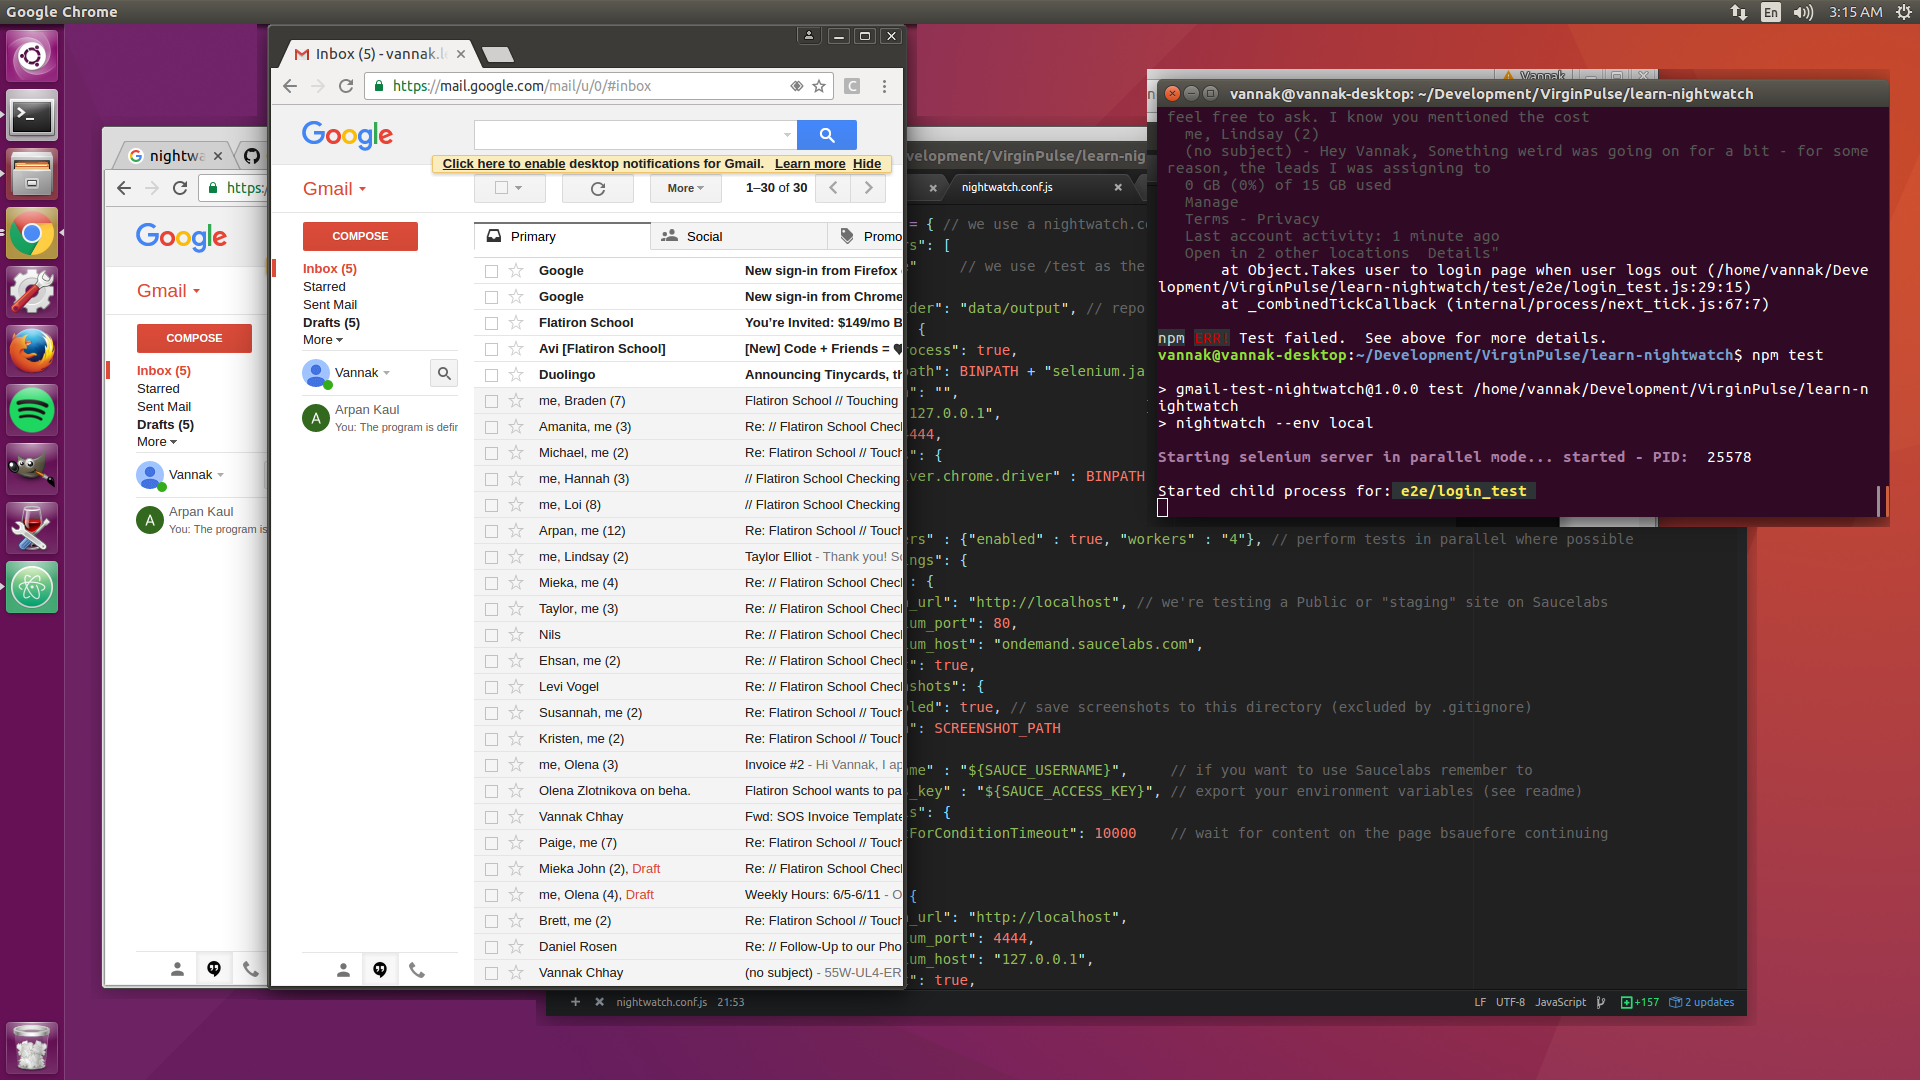 Google Chrome
En
3:15 AM
Inbox (5) - vannak.l
https://mail.google.com/mail/u/0/#inbox
Google
Click here to enable desktop notifications for Gmail. Learn more Hide
Gmail
More
1–30 of 30
COMPOSE
Primary
Social
Promo
Inbox (5)
Starred
Sent Mail
Drafts (5)
More
Vannak
Arpan Kaul
You: The program is defin
A
Google New sign-in from Firefox
Google New sign-in from Chrome
Flatiron School You're Invited: $149/mo B
Avi [Flatiron School] [New] Code + Friends = ♥
Duolingo Announcing Tinycards, th
me, Braden (7) Flatiron School // Touching
Amanita, me (3) Re: // Flatiron School Check
Michael, me (2) Re: Flatiron School // Touch
me, Hannah (3) // Flatiron School Checking
me, Loi (8) // Flatiron School Checking
Arpan, me (12) Re: Flatiron School // Touch
me, Lindsay (2) Taylor Elliot - Thank you! So
Mieka, me (4) Re: // Flatiron School Check
Taylor, me (3) Re: // Flatiron School Check
Nils Re: // Flatiron School Check
Ehsan, me (2) Re: // Flatiron School Check
Levi Vogel Re: // Flatiron School Check
Susannah, me (2) Re: Flatiron School // Touch
Kristen, me (2) Re: Flatiron School // Touch
me, Olena (3) Invoice #2 - Hi Vannak, I ap
Olena Zlotnikova on beha. Flatiron School wants to pa
Vannak Chhay Fwd: SOS Invoice Template
Paige, me (7) Re: Flatiron School // Touch
Mieka John (2), Draft Re: // Flatiron School Check
me, Olena (4), Draft Weekly Hours: 6/5-6/11 - O
Brett, me (2) Re: Flatiron School // Touch
Daniel Rosen Re: // Follow-Up to our Pho
Vannak Chhay (no subject) - 55W-UL4-ER
nightwa
https:
Google
Gmail
COMPOSE
Inbox (5)
Starred
Sent Mail
Drafts (5)
More
Vannak
Arpan Kaul
You: The program is
A
Vannak
vannak@vannak-desktop: ~/Development/VirginPulse/learn-nightwatch
feel free to ask. I know you mentioned the cost
me, Lindsay (2)
(no subject) - Hey Vannak, Something weird was going on for a bit - for some
reason, the leads I was assigning to
0 GB (0%) of 15 GB used
Manage
Terms - Privacy
Last account activity: 1 minute ago
Open in 2 other locations  Details"
at Object.Takes user to login page when user logs out (/home/vannak/Deve
lopment/VirginPulse/learn-nightwatch/test/e2e/login_test.js:29:15)
at _combinedTickCallback (internal/process/next_tick.js:67:7)
npm ERR! Test failed.  See above for more details.
vannak@vannak-desktop:~/Development/VirginPulse/learn-nightwatch$ npm test
> gmail-test-nightwatch@1.0.0 test /home/vannak/Development/VirginPulse/learn-n
ightwatch
> nightwatch --env local
Starting selenium server in parallel mode... started - PID:  25578
Started child process for: e2e/login_test
elopment/VirginPulse/learn-nig
nightwatch.conf.js
= { // we use a nightwatch.co
s": [
" // we use /test as the
der": "data/output", // repo
{
rocess": true,
ath": BINPATH + "selenium.ja
": "",
127.0.0.1",
444,
": {
ver.chrome.driver" : BINPATH
rs" : {"enabled" : true, "workers" : "4"}, // perform tests in parallel where possible
ngs": {
: {
_url": "http://localhost", // we're testing a Public or "staging" site on Saucelabs
um_port": 80,
um_host": "ondemand.saucelabs.com",
": true,
shots": {
led": true, // save screenshots to this directory (excluded by .gitignore)
": SCREENSHOT_PATH
me" : "${SAUCE_USERNAME}", // if you want to use Saucelabs remember to
_key" : "${SAUCE_ACCESS_KEY}", // export your environment variables (see readme)
s": {
ForConditionTimeout": 10000 // wait for content on the page bsauefore continuing
{
_url": "http://localhost",
um_port": 4444,
um_host": "127.0.0.1",
": true,
nightwatch.conf.js 21:53
LF UTF-8 JavaScript +157 2 updates